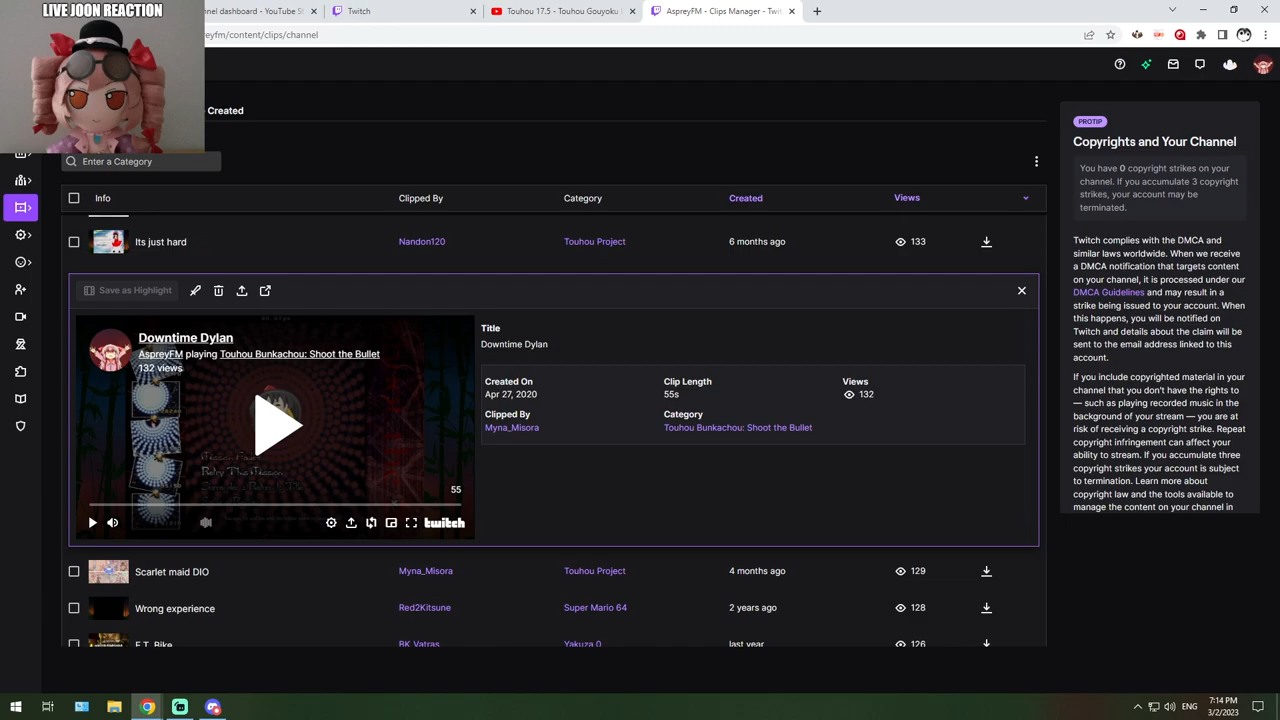 LIVE JOON REACTION
nnel dashboard - YouTube St
Twitch
Touhou 17.5 - Touhou Gouyoku
AspreyFM - Clips Manager - Twit
eyfm/content/clips/channel
Created
Enter a Category
Info
Clipped By
Category
Created
Views
Its just hard
Nandon120
Touhou Project
6 months ago
133
Save as Highlight
Downtime Dylan
AspreyFM playing Touhou Bunkachou: Shoot the Bullet
132 views
Retry The Mission
55
twitch
Title
Downtime Dylan
Created On
Apr 27, 2020
Clip Length
55s
Views
132
Clipped By
Myna_Misora
Category
Touhou Bunkachou: Shoot the Bullet
Scarlet maid DIO
Myna_Misora
Touhou Project
4 months ago
129
Wrong experience
Red2Kitsune
Super Mario 64
2 years ago
128
E.T. Bike
BK_Vatras
Yakuza 0
last year
126
PROTIP
Copyrights and Your Channel
You have 0 copyright strikes on your
channel. If you accumulate 3 copyright
strikes, your account may be
terminated.
Twitch complies with the DMCA and
similar laws worldwide. When we receive
a DMCA notification that targets content
on your channel, it is processed under our
DMCA Guidelines and may result in a
strike being issued to your account. When
this happens, you will be notified on
Twitch and details about the claim will be
sent to the email address linked to this
account.
If you include copyrighted material in your
channel that you don't have the rights to
— such as playing recorded music in the
background of your stream — you are at
risk of receiving a copyright strike. Repeat
copyright infringement can affect your
ability to stream. If you accumulate three
copyright strikes your account is subject
to termination. Learn more about
copyright law and the tools available to
manage the content on your channel in
ENG
7:14 PM
3/2/2023